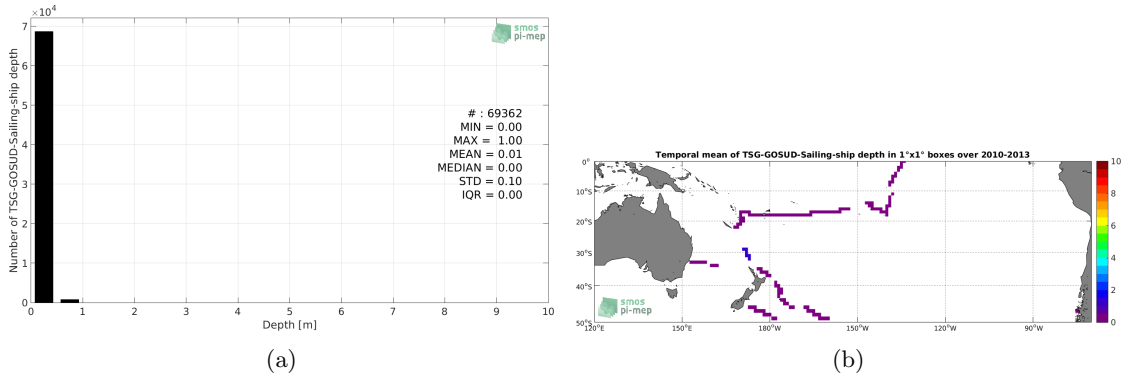 ×10⁴
7
6
5
4
3
2
1
0
Number of TSG-GOSUD-Sailing-ship depth
smos
pi-mep
# : 69362
MIN = 0.00
MAX = 1.00
MEAN = 0.01
MEDIAN = 0.00
STD = 0.10
IQR = 0.00
0 1 2 3 4 5 6 7 8 9 10
Depth [m]
(a)
Temporal mean of TSG-GOSUD-Sailing-ship depth in 1°x1° boxes over 2010-2013
0°
10°S
20°S
30°S
40°S
50°S
120°E 150°E 180°W 150°W 120°W 90°W
smos
pi-mep
10
8
6
4
2
0
(b)